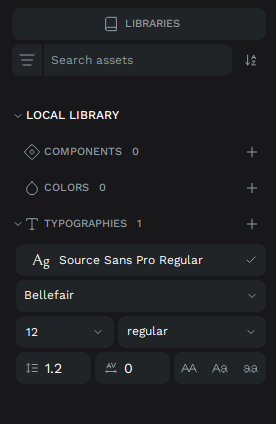 LIBRARIES
Search assets
LOCAL LIBRARY
COMPONENTS 0
COLORS 0
TYPOGRAPHIES 1
Ag Source Sans Pro Regular
Bellefair
12 regular
1.2 AV 0 AA Aa aa